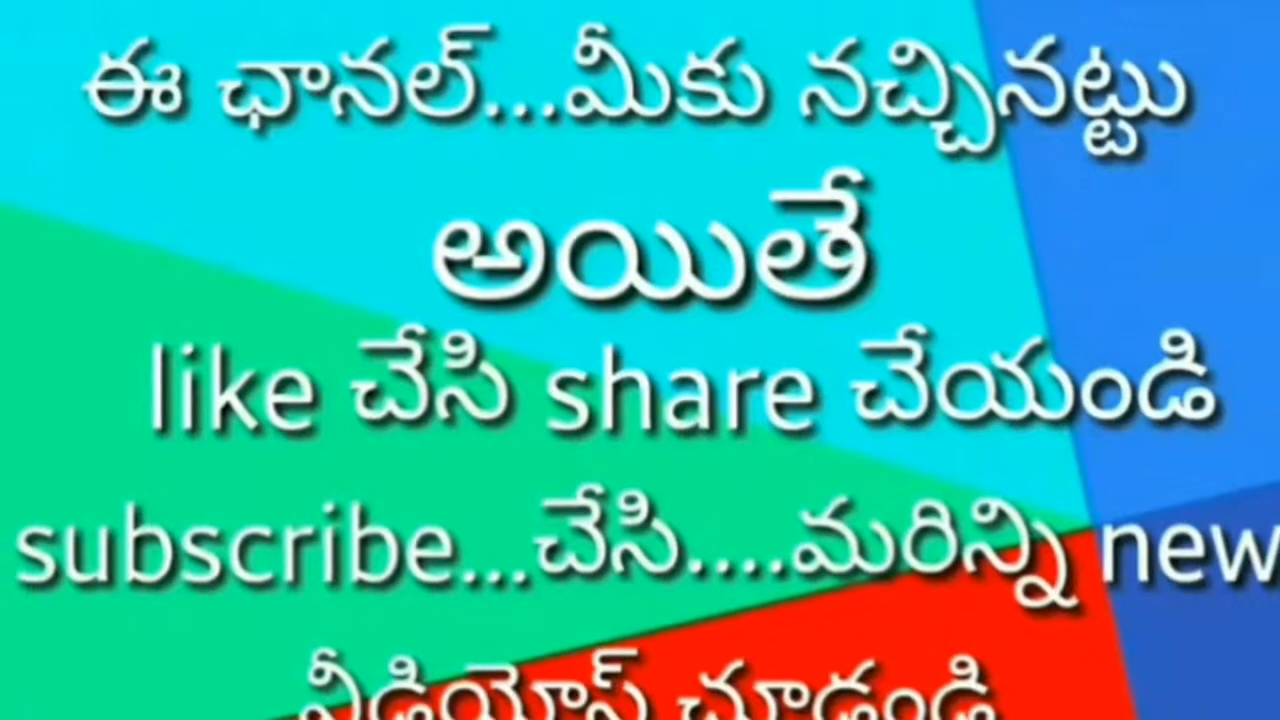 ఈ ఛానల్...మీకు నచ్చినట్టు
అయితే
like చేసి share చేయండి
subscribe...చేసి....మరిన్ని new
వీడియోస్ చూడండి